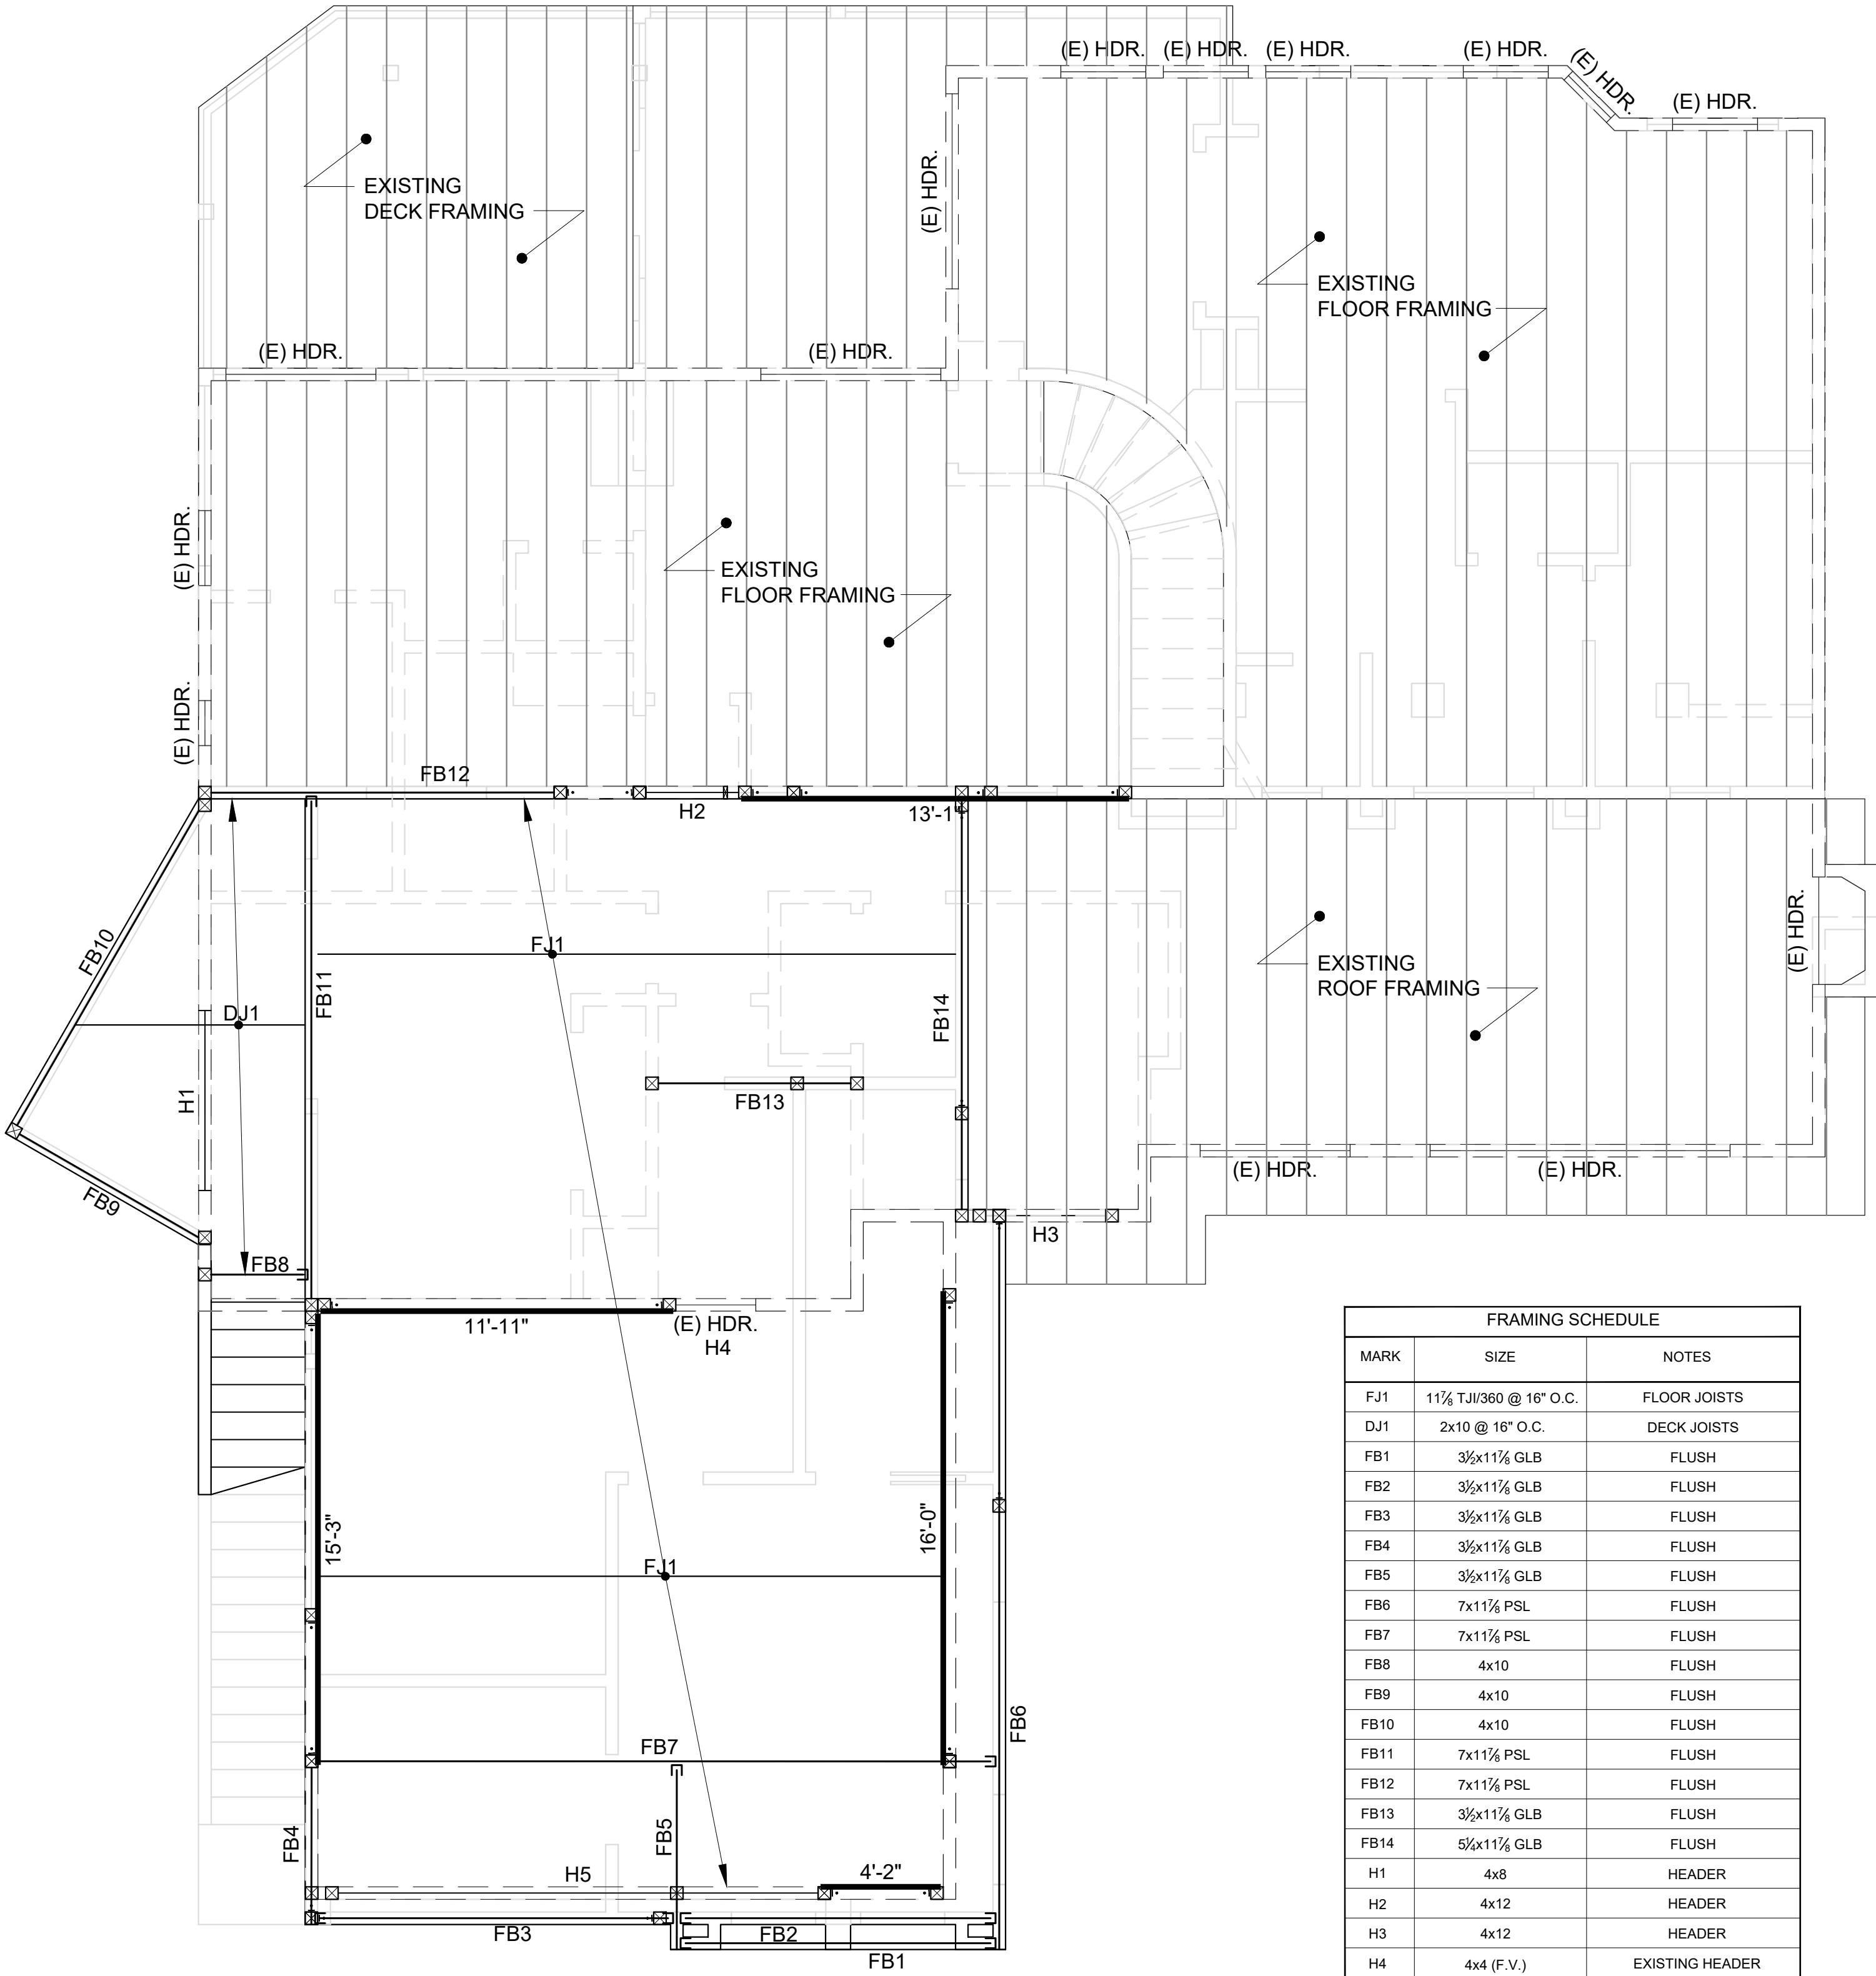 (E) HDR.
(E) HDR.
(E) HDR.
(E) HDR.
(E) HDR.
(E) HDR.
(E) HDR.
EXISTING
DECK FRAMING
EXISTING
FLOOR FRAMING
(E) HDR.
(E) HDR.
(E) HDR.
EXISTING
FLOOR FRAMING
(E) HDR.
FB12
H2
13'-1"
FB10
FJ1
FB11
DJ1
FB14
H1
FB13
EXISTING
ROOF FRAMING
(E) HDR.
(E) HDR.
(E) HDR.
FB9
H3
FB8
11'-11"
(E) HDR.
H4
15'-3"
16'-0"
FJ1
FB6
FB7
FB4
FB5
H5
4'-2"
FB3
FB2
FB1
FRAMING SCHEDULE
MARK SIZE NOTES
FJ1 11⅞ TJI/360 @ 16" O.C. FLOOR JOISTS
DJ1 2x10 @ 16" O.C. DECK JOISTS
FB1 3½x11⅞ GLB FLUSH
FB2 3½x11⅞ GLB FLUSH
FB3 3½x11⅞ GLB FLUSH
FB4 3½x11⅞ GLB FLUSH
FB5 3½x11⅞ GLB FLUSH
FB6 7x11⅞ PSL FLUSH
FB7 7x11⅞ PSL FLUSH
FB8 4x10 FLUSH
FB9 4x10 FLUSH
FB10 4x10 FLUSH
FB11 7x11⅞ PSL FLUSH
FB12 7x11⅞ PSL FLUSH
FB13 3½x11⅞ GLB FLUSH
FB14 5¼x11⅞ GLB FLUSH
H1 4x8 HEADER
H2 4x12 HEADER
H3 4x12 HEADER
H4 4x4 (F.V.) EXISTING HEADER